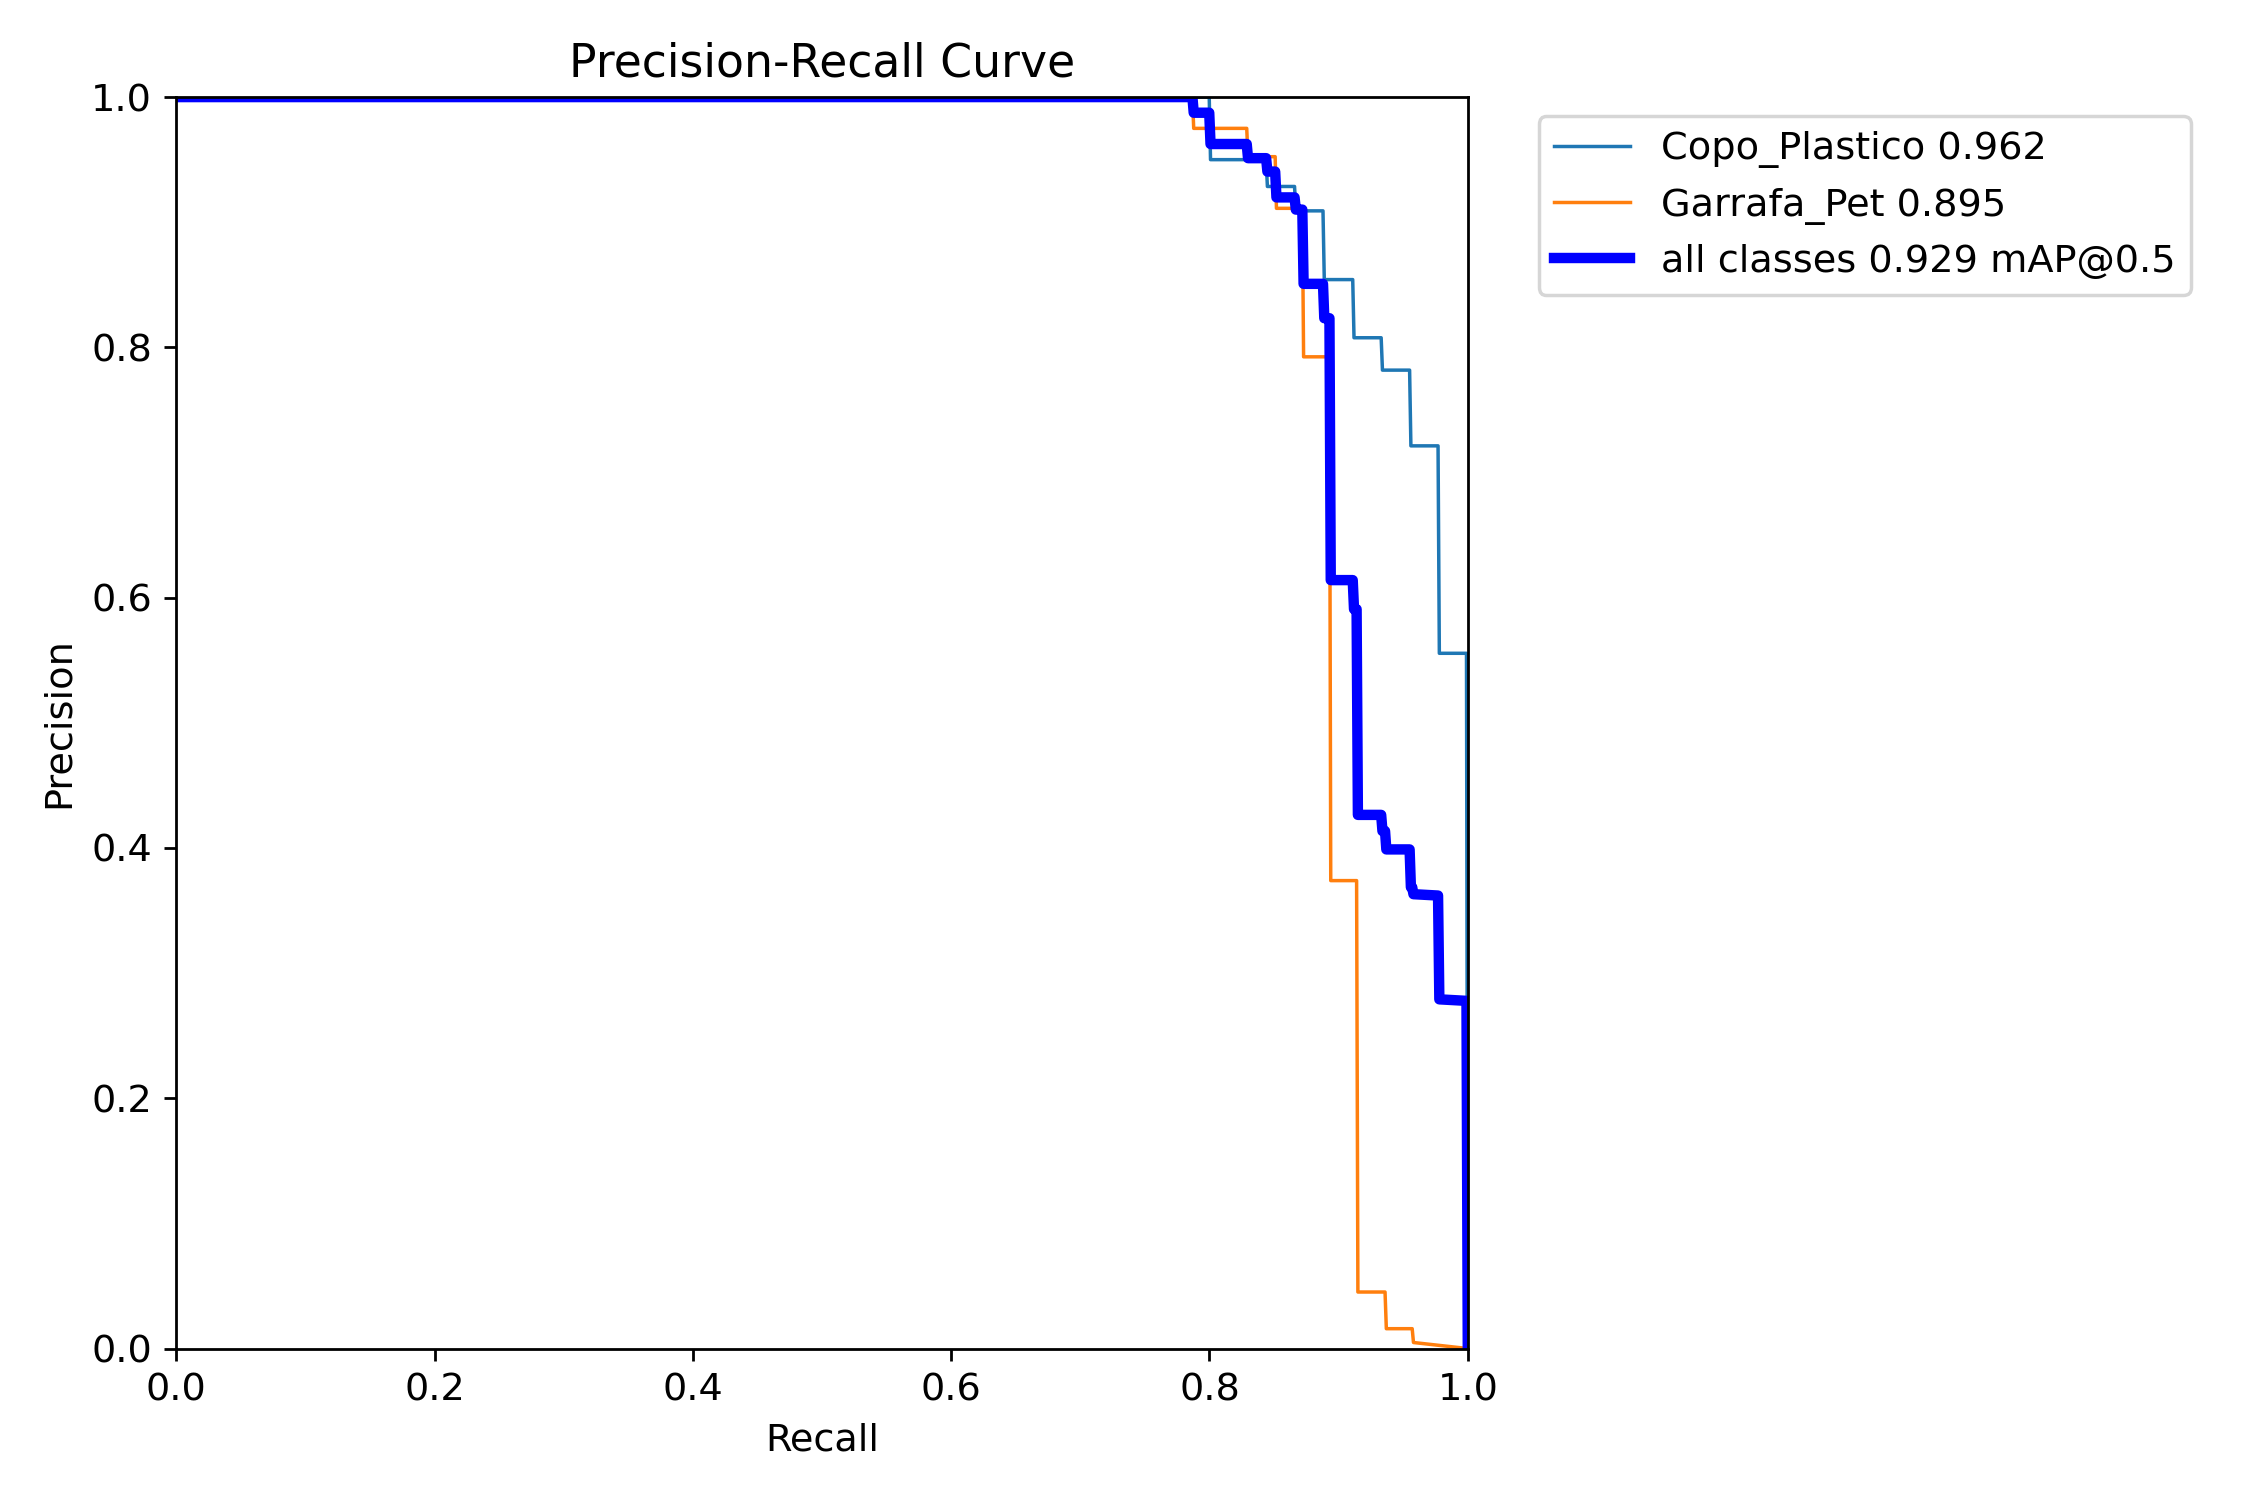 Precision-Recall Curve
1.0
0.8
0.6
0.4
0.2
0.0
Precision
0.0 0.2 0.4 0.6 0.8 1.0
Recall
Copo_Plastico 0.962
Garrafa_Pet 0.895
all classes 0.929 mAP@0.5